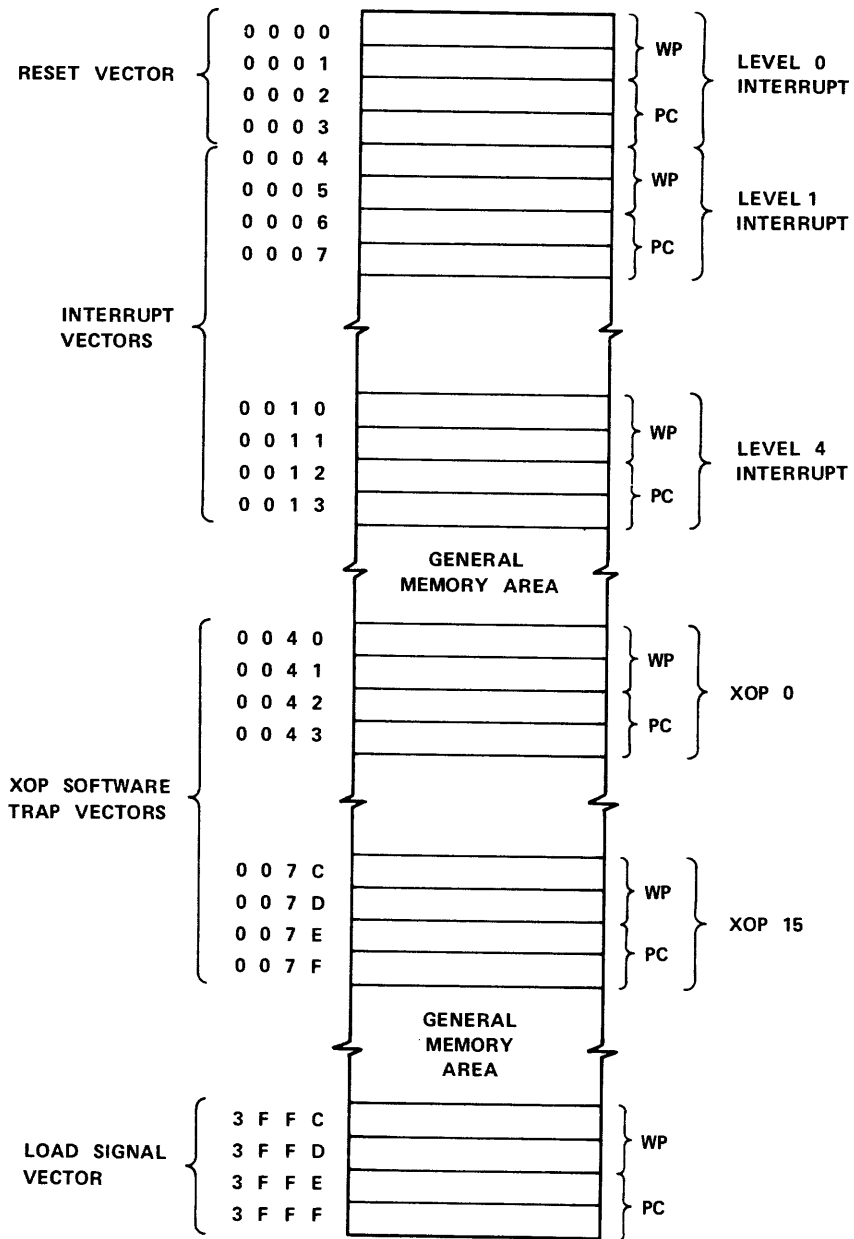 RESET VECTOR
0 0 0 0
0 0 0 1
0 0 0 2
0 0 0 3
WP
PC
LEVEL 0
INTERRUPT
INTERRUPT
VECTORS
0 0 0 4
0 0 0 5
0 0 0 6
0 0 0 7
WP
PC
LEVEL 1
INTERRUPT
0 0 1 0
0 0 1 1
0 0 1 2
0 0 1 3
WP
PC
LEVEL 4
INTERRUPT
GENERAL
MEMORY AREA
XOP SOFTWARE
TRAP VECTORS
0 0 4 0
0 0 4 1
0 0 4 2
0 0 4 3
WP
PC
XOP 0
0 0 7 C
0 0 7 D
0 0 7 E
0 0 7 F
WP
PC
XOP 15
GENERAL
MEMORY
AREA
LOAD SIGNAL
VECTOR
3 F F C
3 F F D
3 F F E
3 F F F
WP
PC